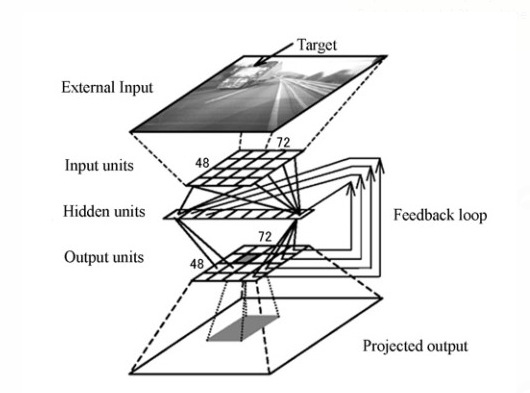 Target
External Input
72
48
Input units
Hidden units
Feedback loop
72
Output units
48
Projected output